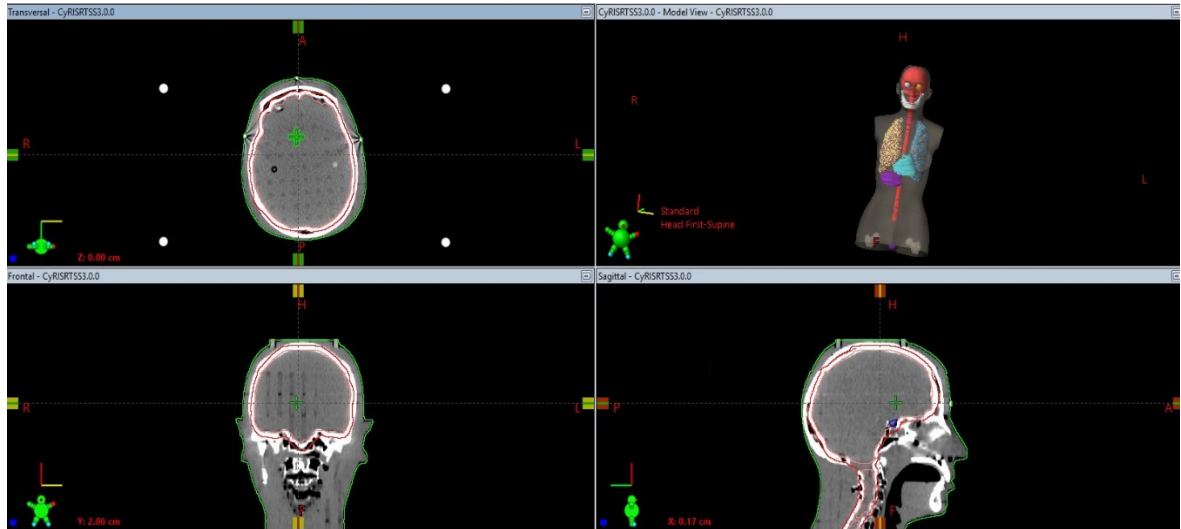 Transversal - CyRISRTSS3.0.0
A
R
L
P
Z: 0.00 cm
CyRISRTSS3.0.0 - Model View - CyRISRTSS3.0.0
H
R
L
Standard
Head First-Supine
F
Frontal - CyRISRTSS3.0.0
H
R
L
F
Y: 2.06 cm
Sagittal - CyRISRTSS3.0.0
H
P
A
F
X: 0.17 cm